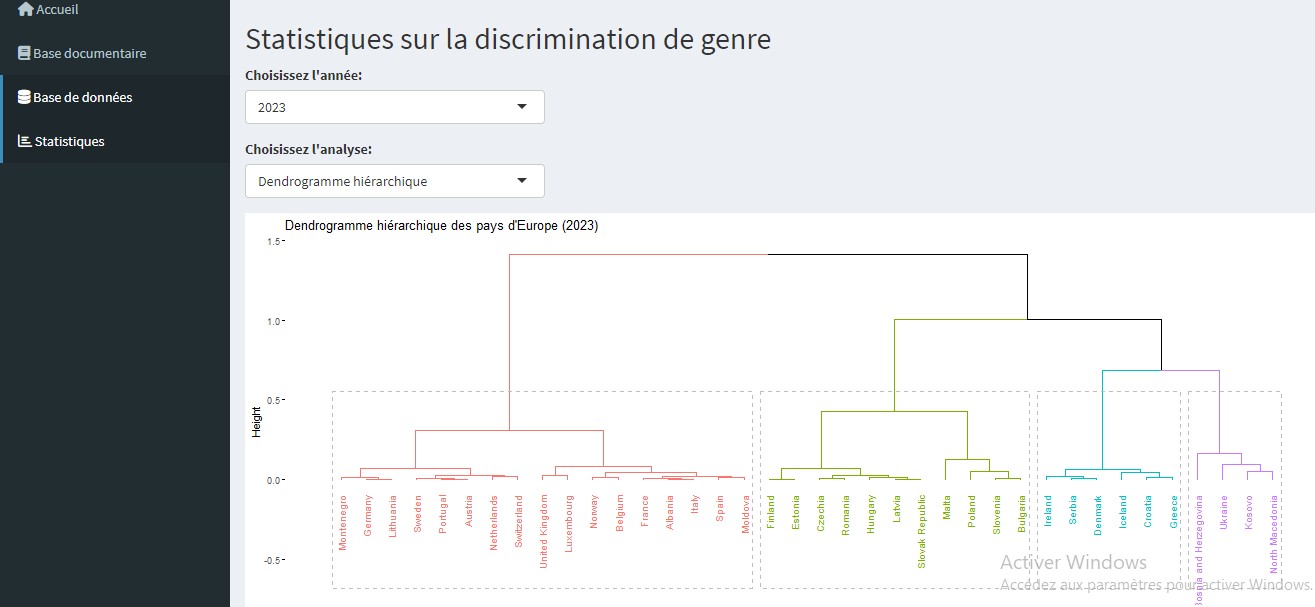 Accueil
Base documentaire
Base de données
Statistiques
Statistiques sur la discrimination de genre
Choisissez l'année:
2023
Choisissez l'analyse:
Dendrogramme hiérarchique
Dendrogramme hiérarchique des pays d'Europe (2023)
1.5
1.0
0.5
0.0
-0.5
Height
Montenegro
Germany
Lithuania
Sweden
Portugal
Austria
Netherlands
Switzerland
United Kingdom
Luxembourg
Norway
Belgium
France
Albania
Italy
Spain
Moldova
Finland
Estonia
Czechia
Romania
Hungary
Latvia
Slovak Republic
Malta
Poland
Slovenia
Bulgaria
Ireland
Serbia
Denmark
Iceland
Croatia
Greece
Bosnia and Herzegovina
Ukraine
Kosovo
North Macedonia
Activer Windows
Accédez aux paramètres pour activer Windows.